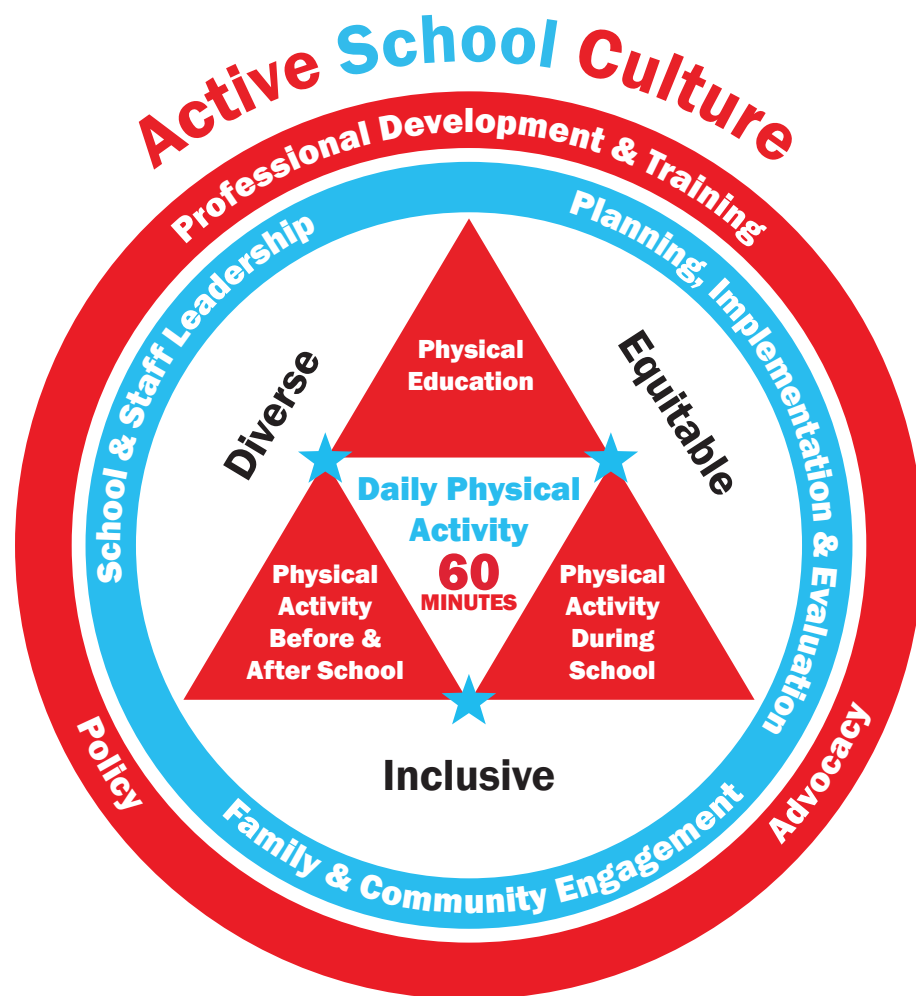 Active School Culture
Professional Development & Training
Planning, Implementation & Evaluation
School & Staff Leadership
Diverse
Equitable
Physical
Education
Daily Physical
Activity
60
MINUTES
Physical
Activity
Before &
After School
Physical
Activity
During
School
Inclusive
Policy
Advocacy
Family & Community Engagement